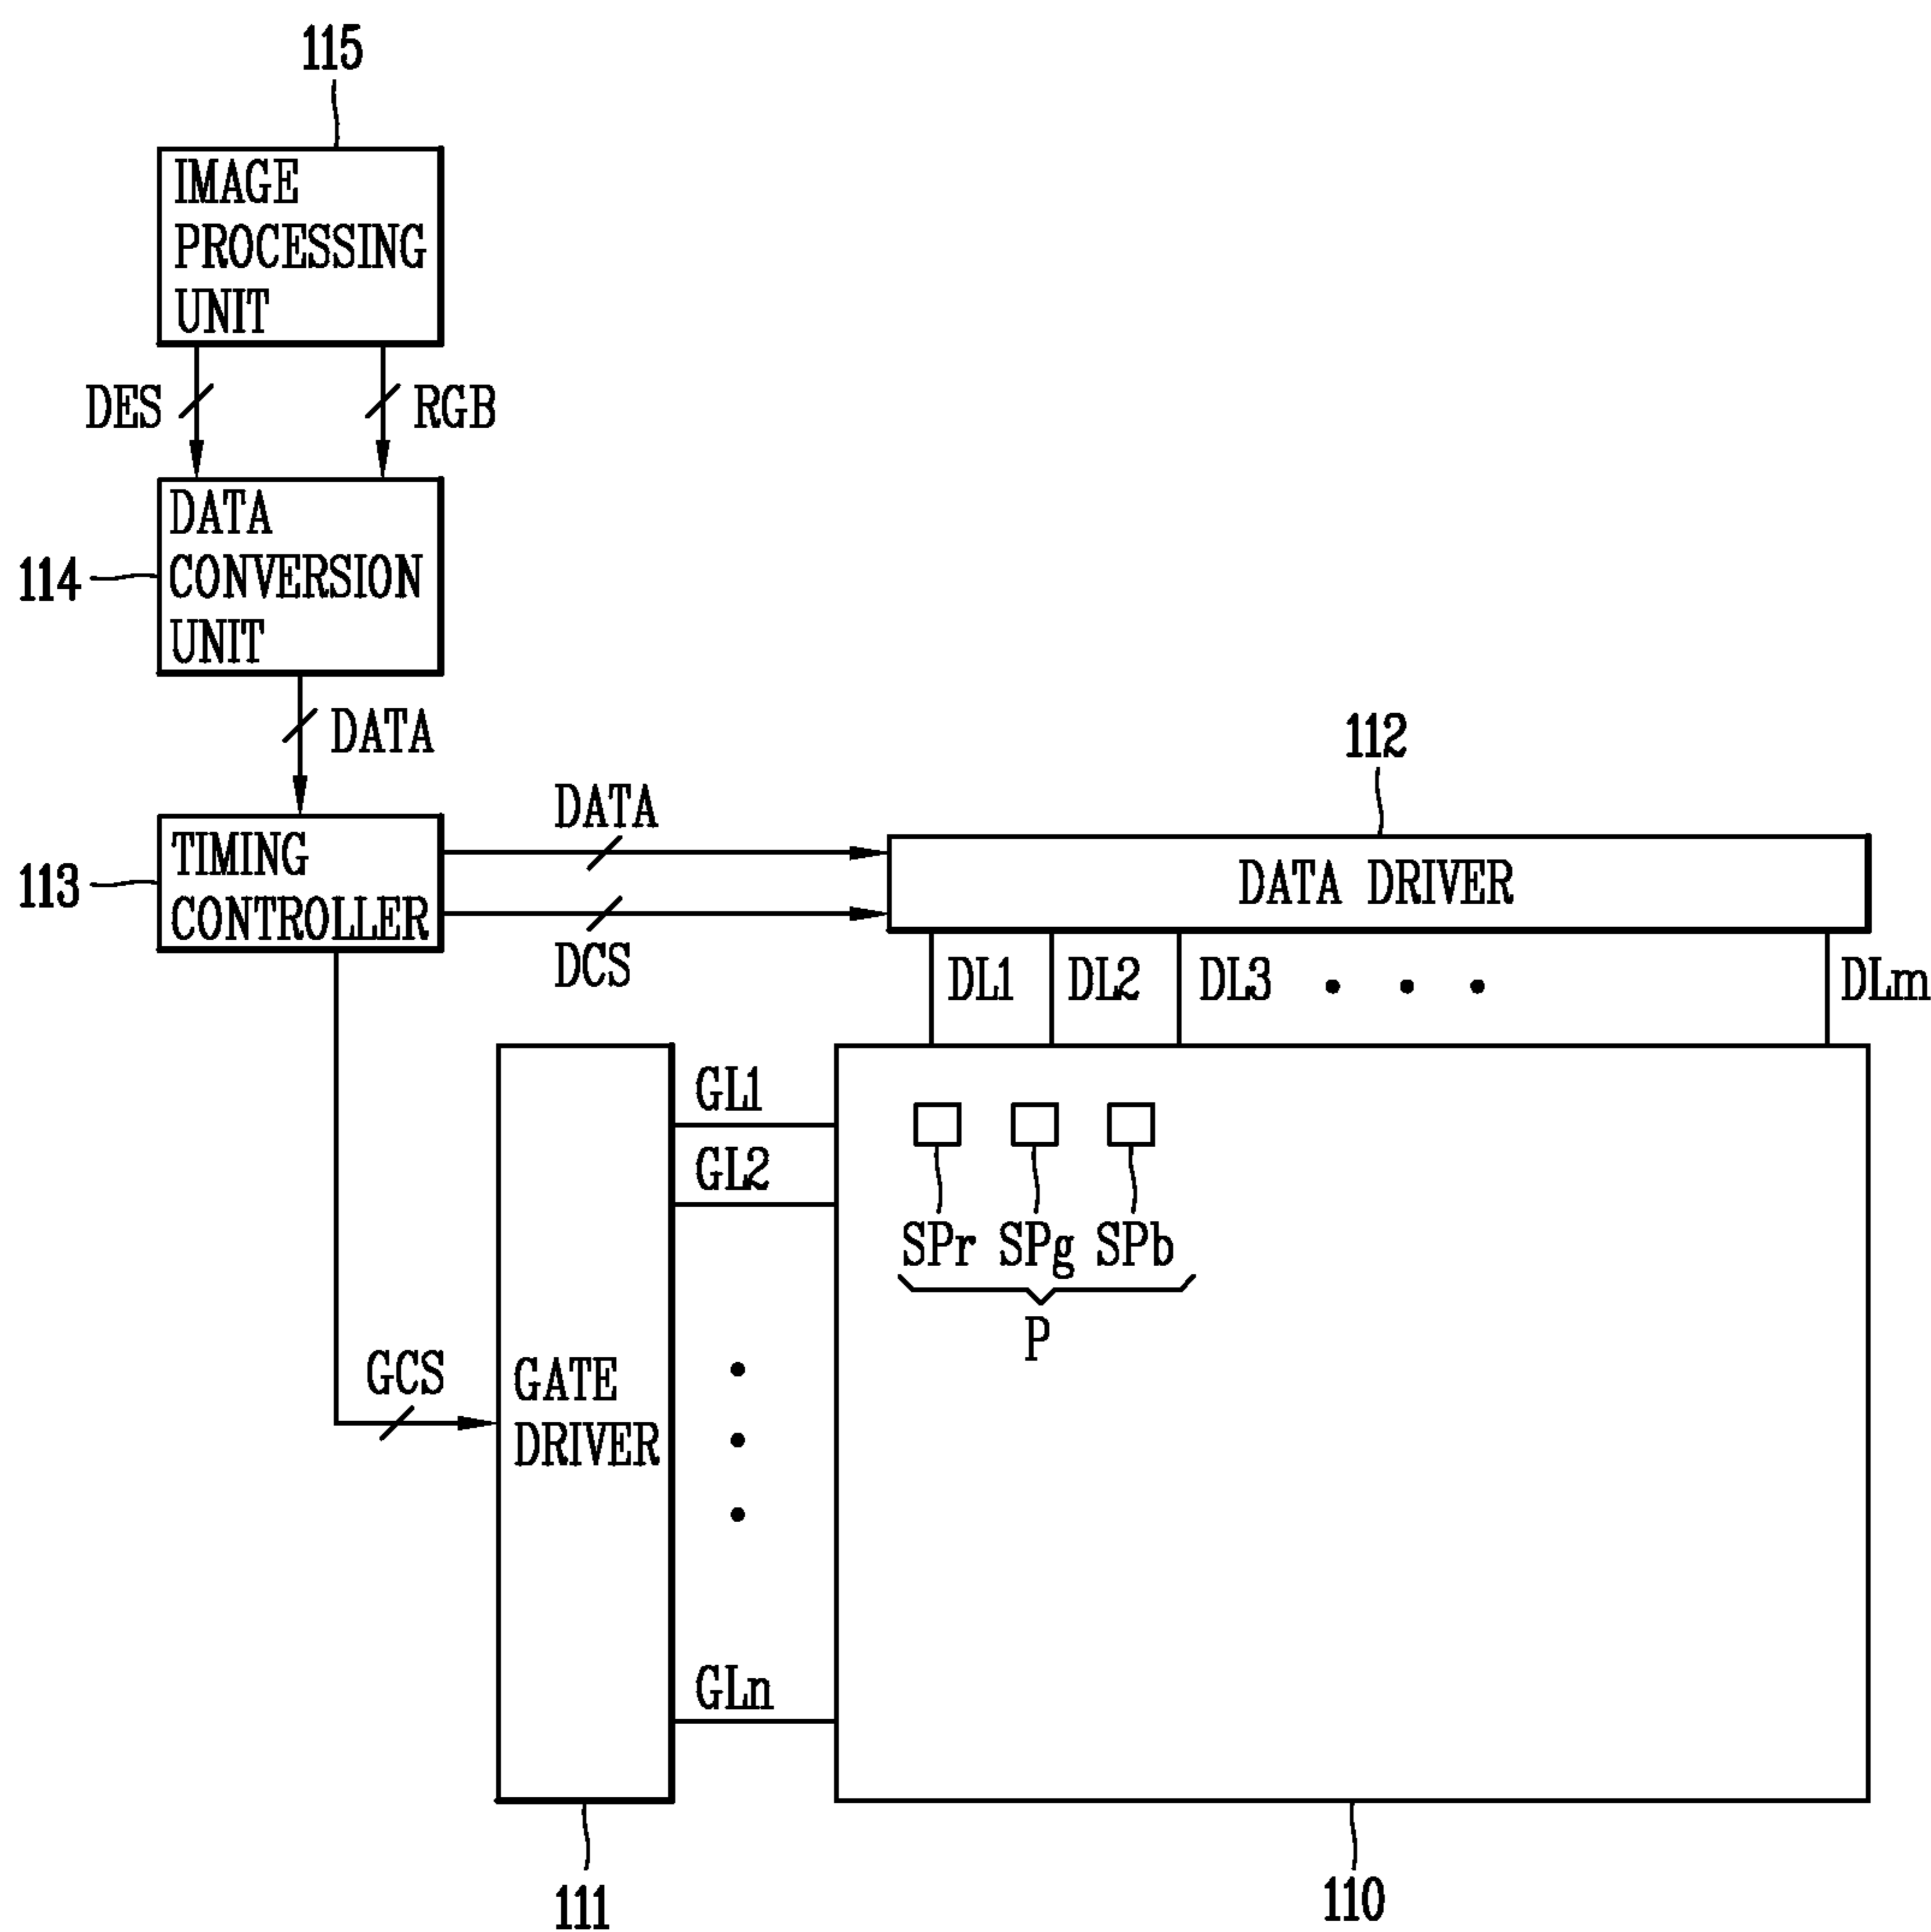 115
IMAGE
PROCESSING
UNIT
DES
RGB
114
DATA
CONVERSION
UNIT
DATA
112
113
TIMING
CONTROLLER
DATA
DCS
DATA DRIVER
DL1 DL2 DL3 • • • DLm
GL1
GL2
SPr SPg SPb
P
GCS
GATE
DRIVER
GLn
111
110